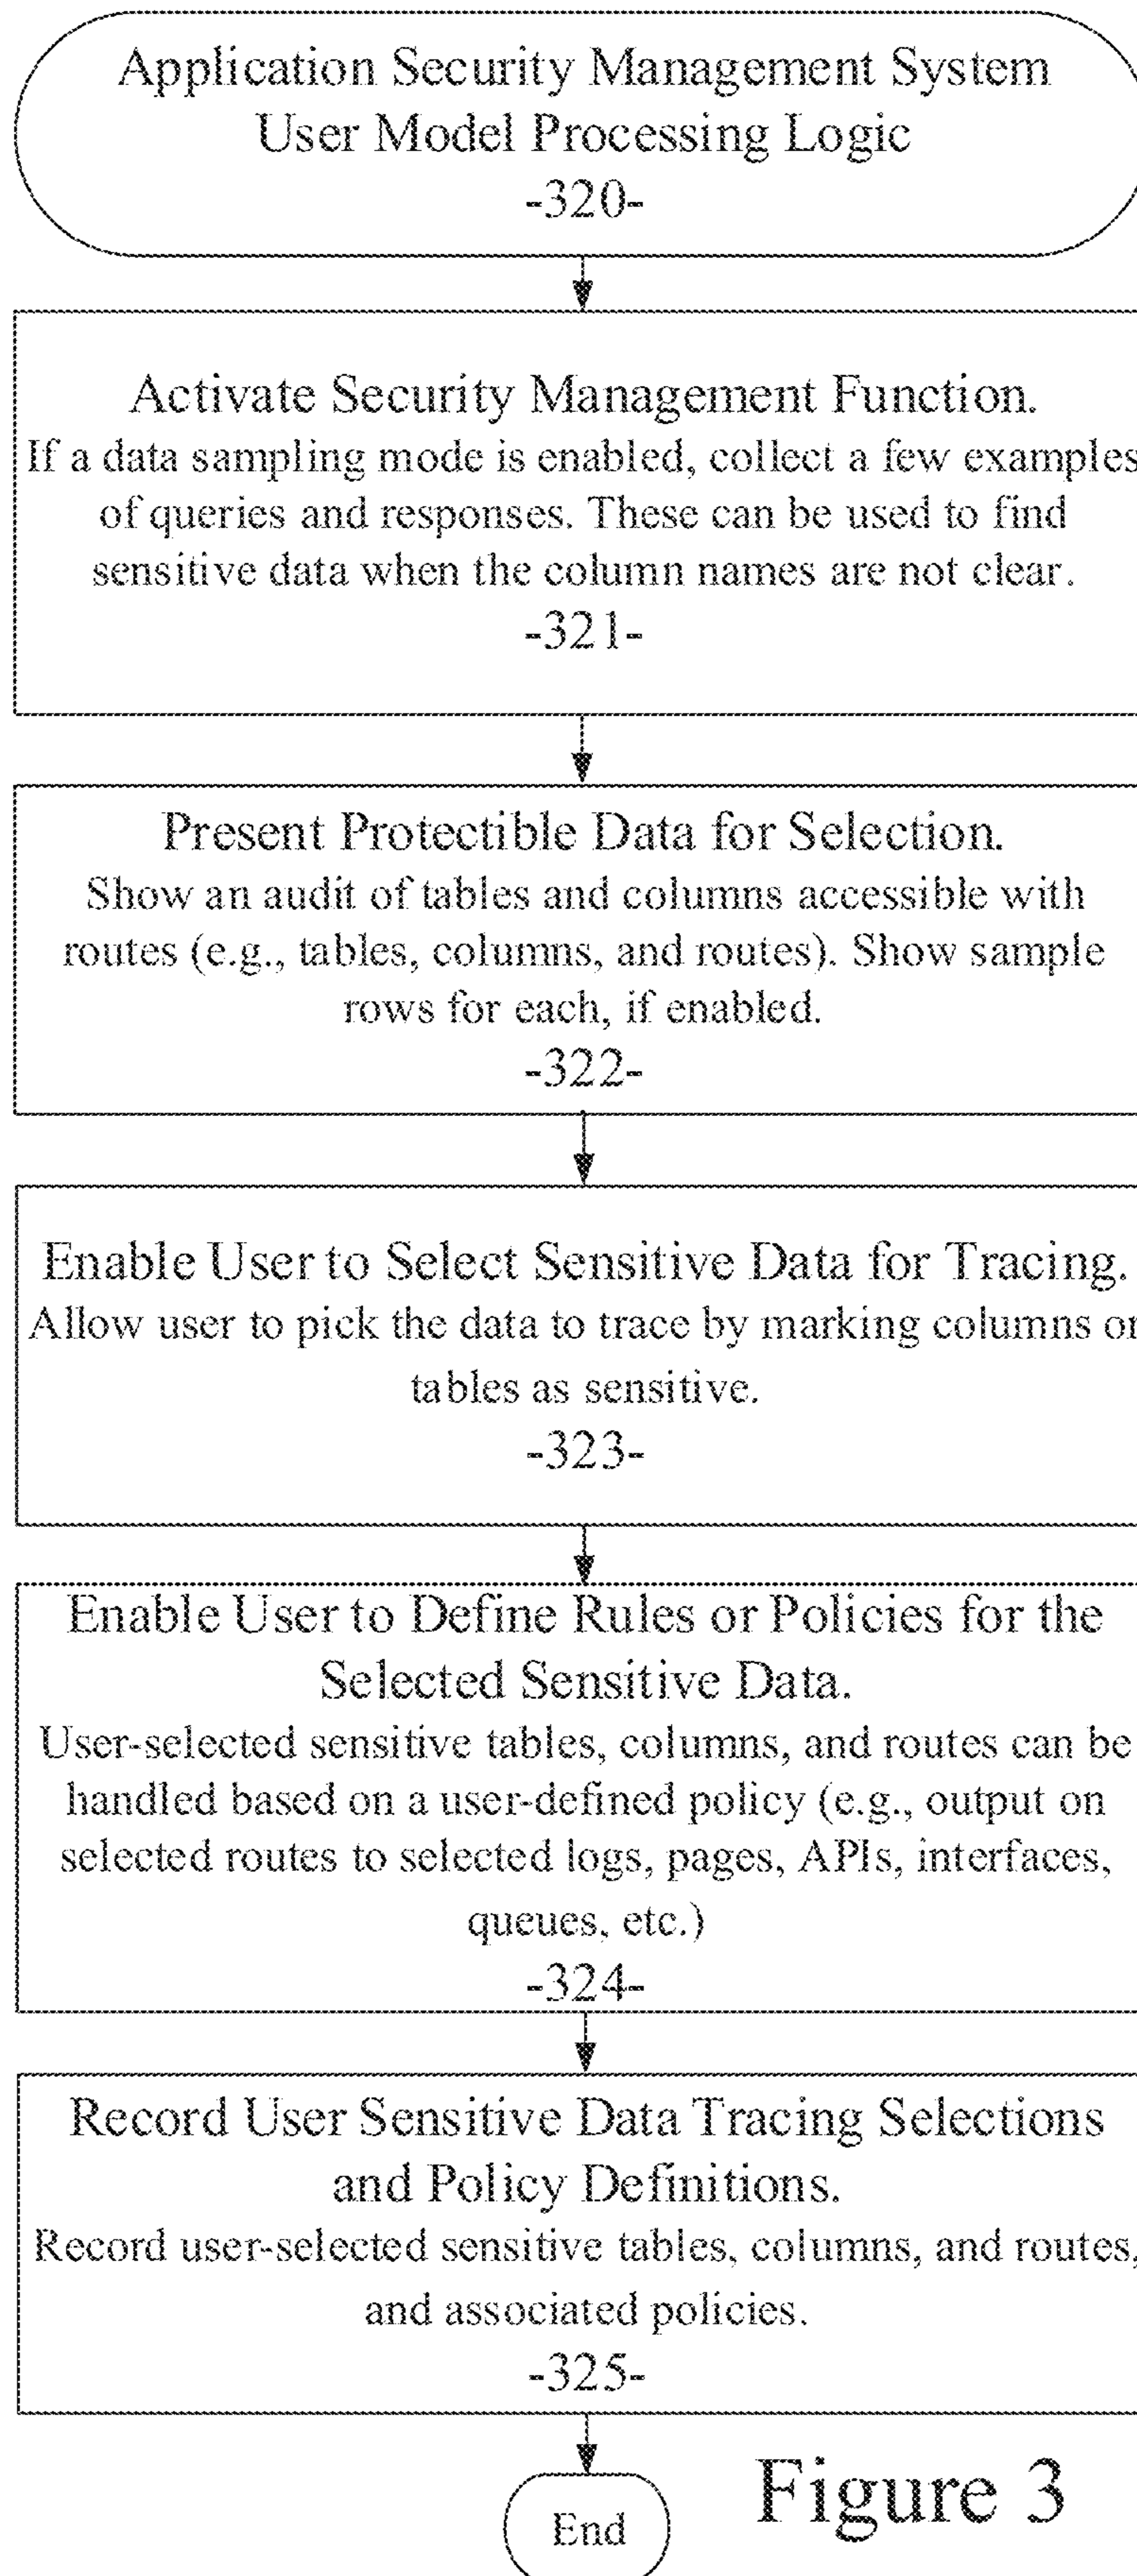 Application Security Management System
User Model Processing Logic
-320-
Activate Security Management Function.
If a data sampling mode is enabled, collect a few examples
of queries and responses. These can be used to find
sensitive data when the column names are not clear.
-321-
Present Protectible Data for Selection.
Show an audit of tables and columns accessible with
routes (e.g., tables, columns, and routes). Show sample
rows for each, if enabled.
-322-
Enable User to Select Sensitive Data for Tracing.
Allow user to pick the data to trace by marking columns or
tables as sensitive.
-323-
Enable User to Define Rules or Policies for the
Selected Sensitive Data.
User-selected sensitive tables, columns, and routes can be
handled based on a user-defined policy (e.g., output on
selected routes to selected logs, pages, APIs, interfaces,
queues, etc.)
-324-
Record User Sensitive Data Tracing Selections
and Policy Definitions.
Record user-selected sensitive tables, columns, and routes,
and associated policies.
-325-
End
Figure 3